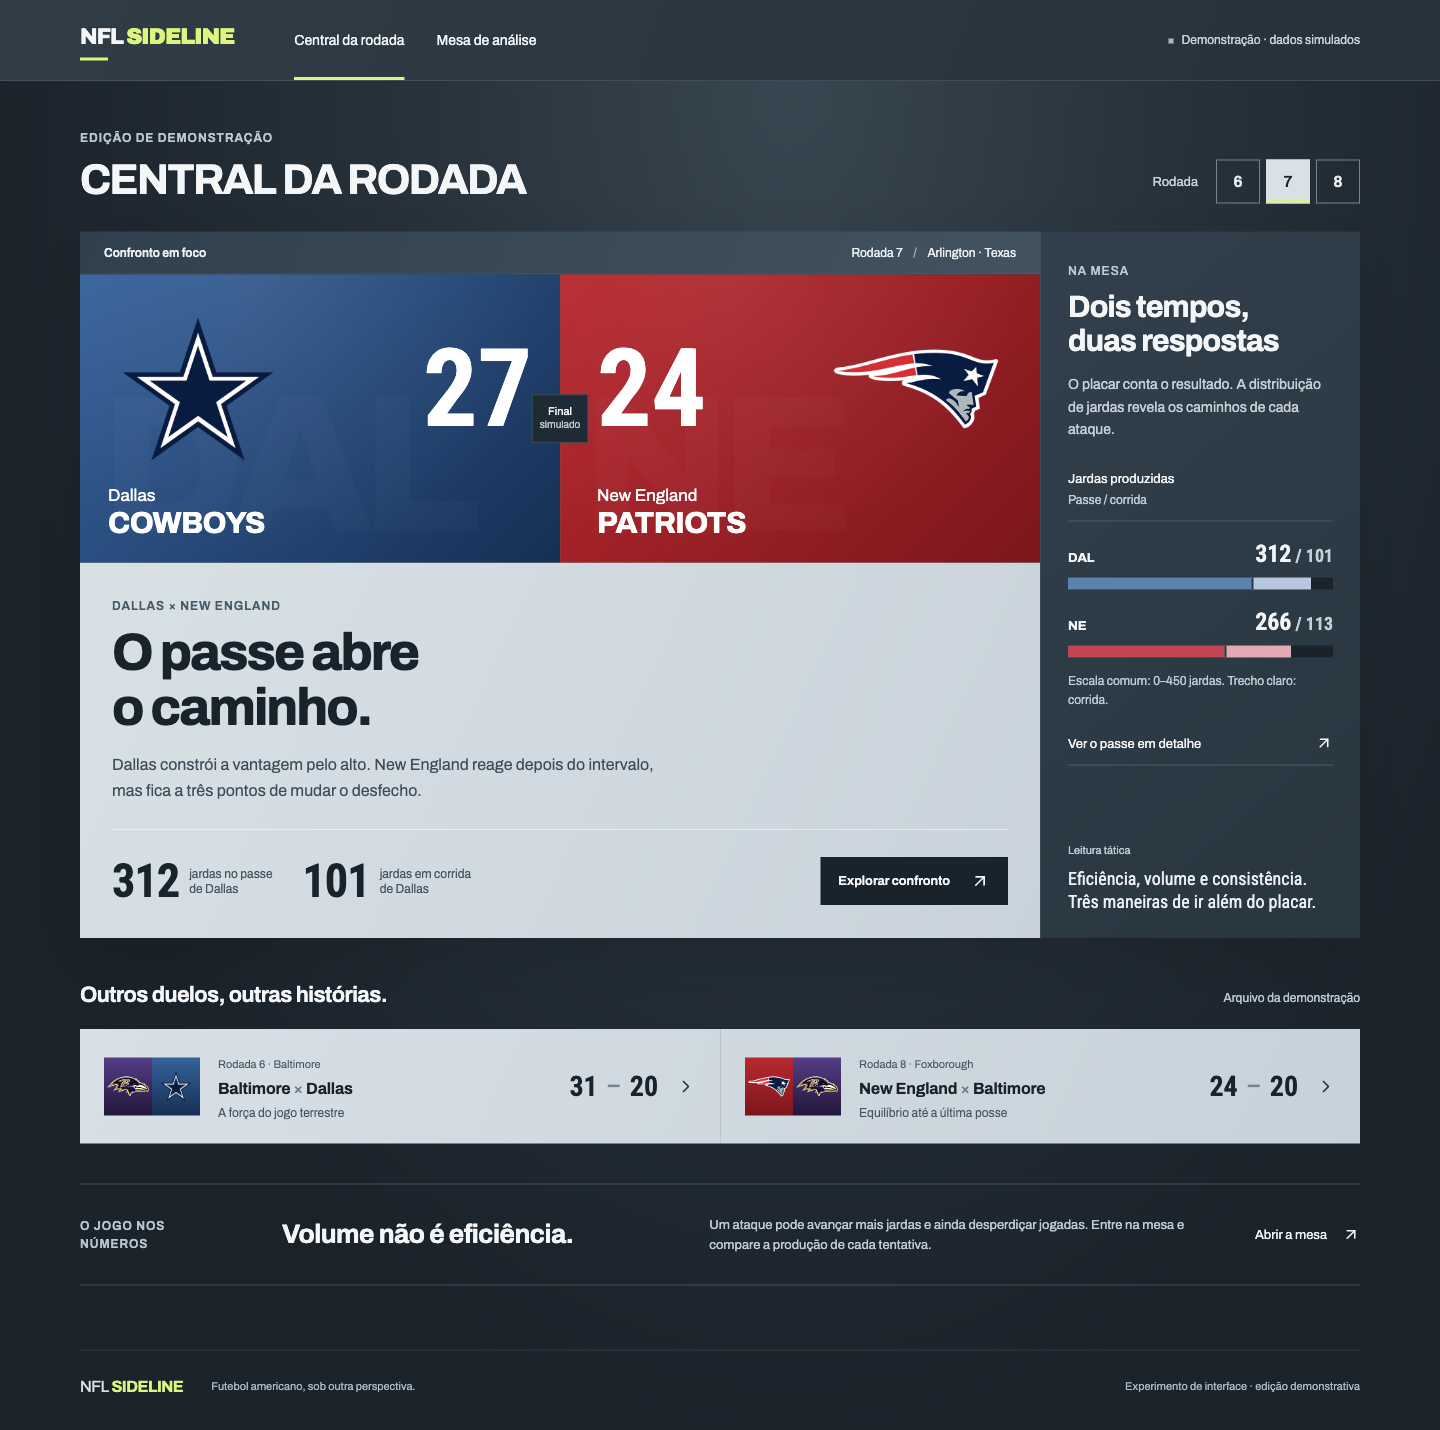 NFL SIDELINE
Central da rodada
Mesa de análise
Demonstração · dados simulados
EDIÇÃO DE DEMONSTRAÇÃO
CENTRAL DA RODADA
Rodada
6
7
8
Confronto em foco
Rodada 7 / Arlington · Texas
DAL
27
Dallas
COWBOYS
Final
simulado
NE
24
New England
PATRIOTS
DALLAS × NEW ENGLAND
O passe abre
o caminho.
Dallas constrói a vantagem pelo alto. New England reage depois do intervalo,
mas fica a três pontos de mudar o desfecho.
312
jardas no passe
de Dallas
101
jardas em corrida
de Dallas
Explorar confronto
NA MESA
Dois tempos,
duas respostas
O placar conta o resultado. A distribuição
de jardas revela os caminhos de cada
ataque.
Jardas produzidas
Passe / corrida
DAL
312 / 101
NE
266 / 113
Escala comum: 0–450 jardas. Trecho claro:
corrida.
Ver o passe em detalhe
Leitura tática
Eficiência, volume e consistência.
Três maneiras de ir além do placar.
Outros duelos, outras histórias.
Arquivo da demonstração
Rodada 6 · Baltimore
Baltimore × Dallas
A força do jogo terrestre
31 – 20
Rodada 8 · Foxborough
New England × Baltimore
Equilíbrio até a última posse
24 – 20
O JOGO NOS
NÚMEROS
Volume não é eficiência.
Um ataque pode avançar mais jardas e ainda desperdiçar jogadas. Entre na mesa e
compare a produção de cada tentativa.
Abrir a mesa
NFL SIDELINE
Futebol americano, sob outra perspectiva.
Experimento de interface · edição demonstrativa